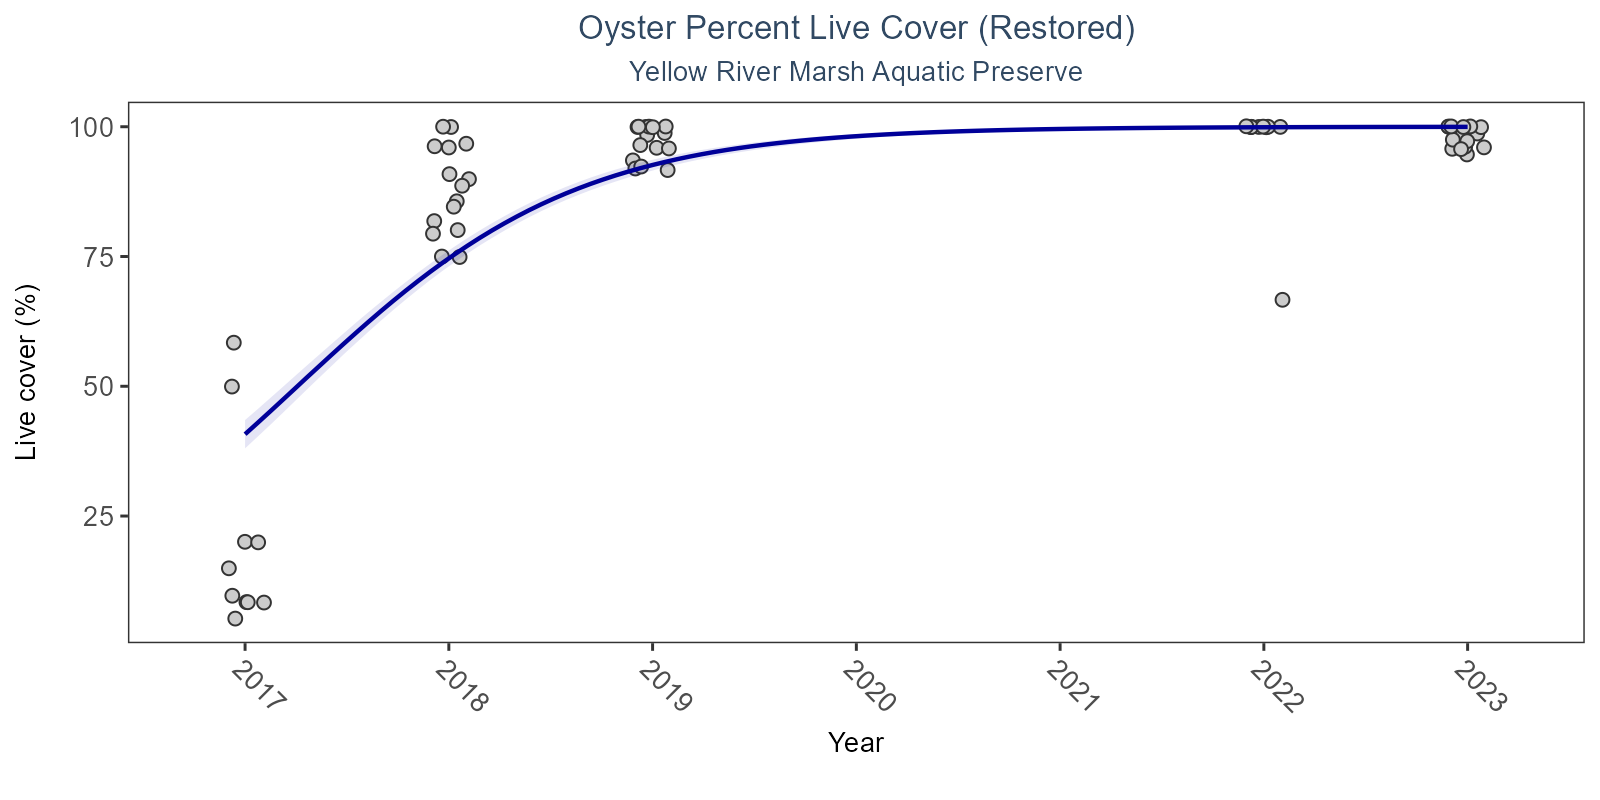 Oyster Percent Live Cover (Restored)
Yellow River Marsh Aquatic Preserve
Live cover (%)
100
75
50
25
2017
2018
2019
2020
2021
2022
2023
Year